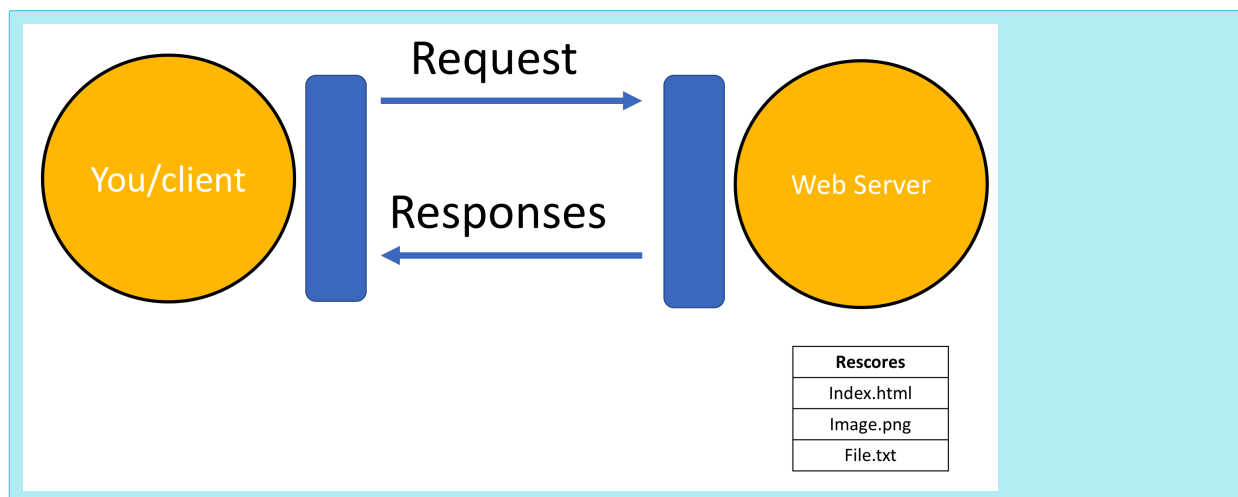 Request
You/client
Web Server
Responses
Rescores
Index.html
Image.png
File.txt